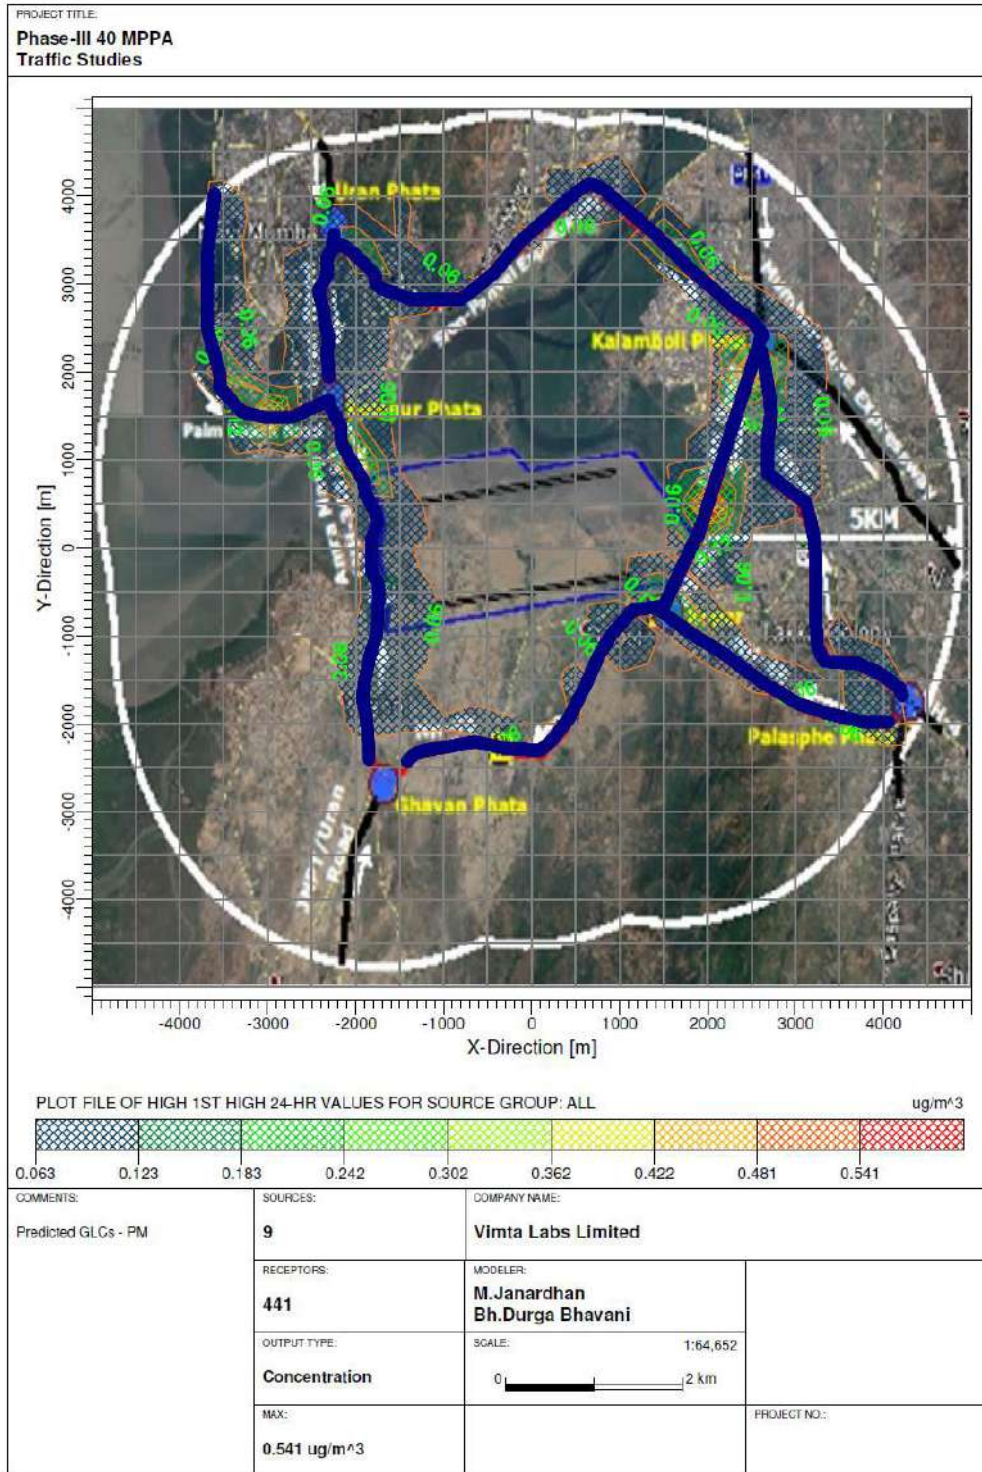 PROJECT TITLE:
Phase-III 40 MPPA
Traffic Studies
Uran Phata
0.06
0.06
0.06
0.06
Kalamboli P
ur Phata
Palm
0.06
0.06
5KM
0.06
0.06
0.06
Palasphe Pha
Ghavan Phata
/Uran
Road
Y-Direction [m]
4000
3000
2000
1000
0
-1000
-2000
-3000
-4000
-4000 -3000 -2000 -1000 0 1000 2000 3000 4000
X-Direction [m]
PLOT FILE OF HIGH 1ST HIGH 24-HR VALUES FOR SOURCE GROUP: ALL ug/m^3
0.063 0.123 0.183 0.242 0.302 0.362 0.422 0.481 0.541
COMMENTS:
Predicted GLCs - PM
SOURCES:
9
COMPANY NAME:
Vimta Labs Limited
RECEPTORS:
441
MODELER:
M.Janardhan
Bh.Durga Bhavani
OUTPUT TYPE:
Concentration
SCALE: 1:64,652
0 2 km
MAX:
0.541 ug/m^3
PROJECT NO.: